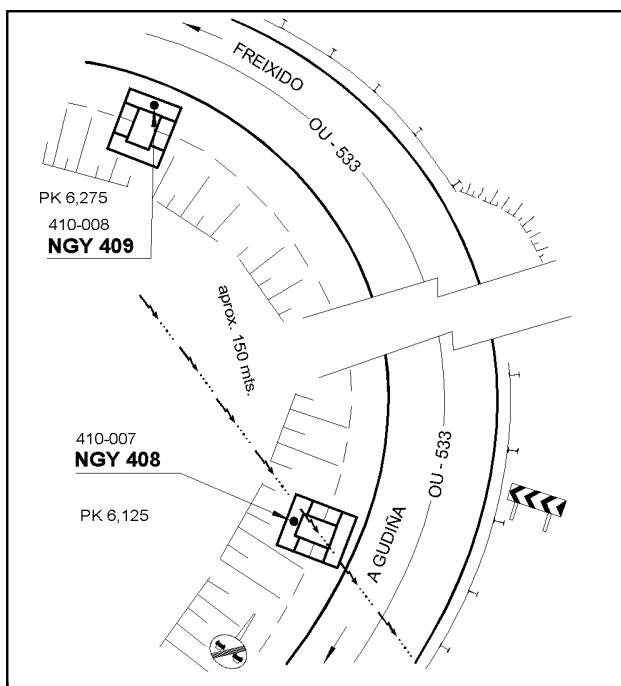 FREIXIDO
OU - 533
PK 6,275
410-008
NGY 409
aprox. 150 mts.
410-007
NGY 408
PK 6,125
OU - 533
A GUDIÑA